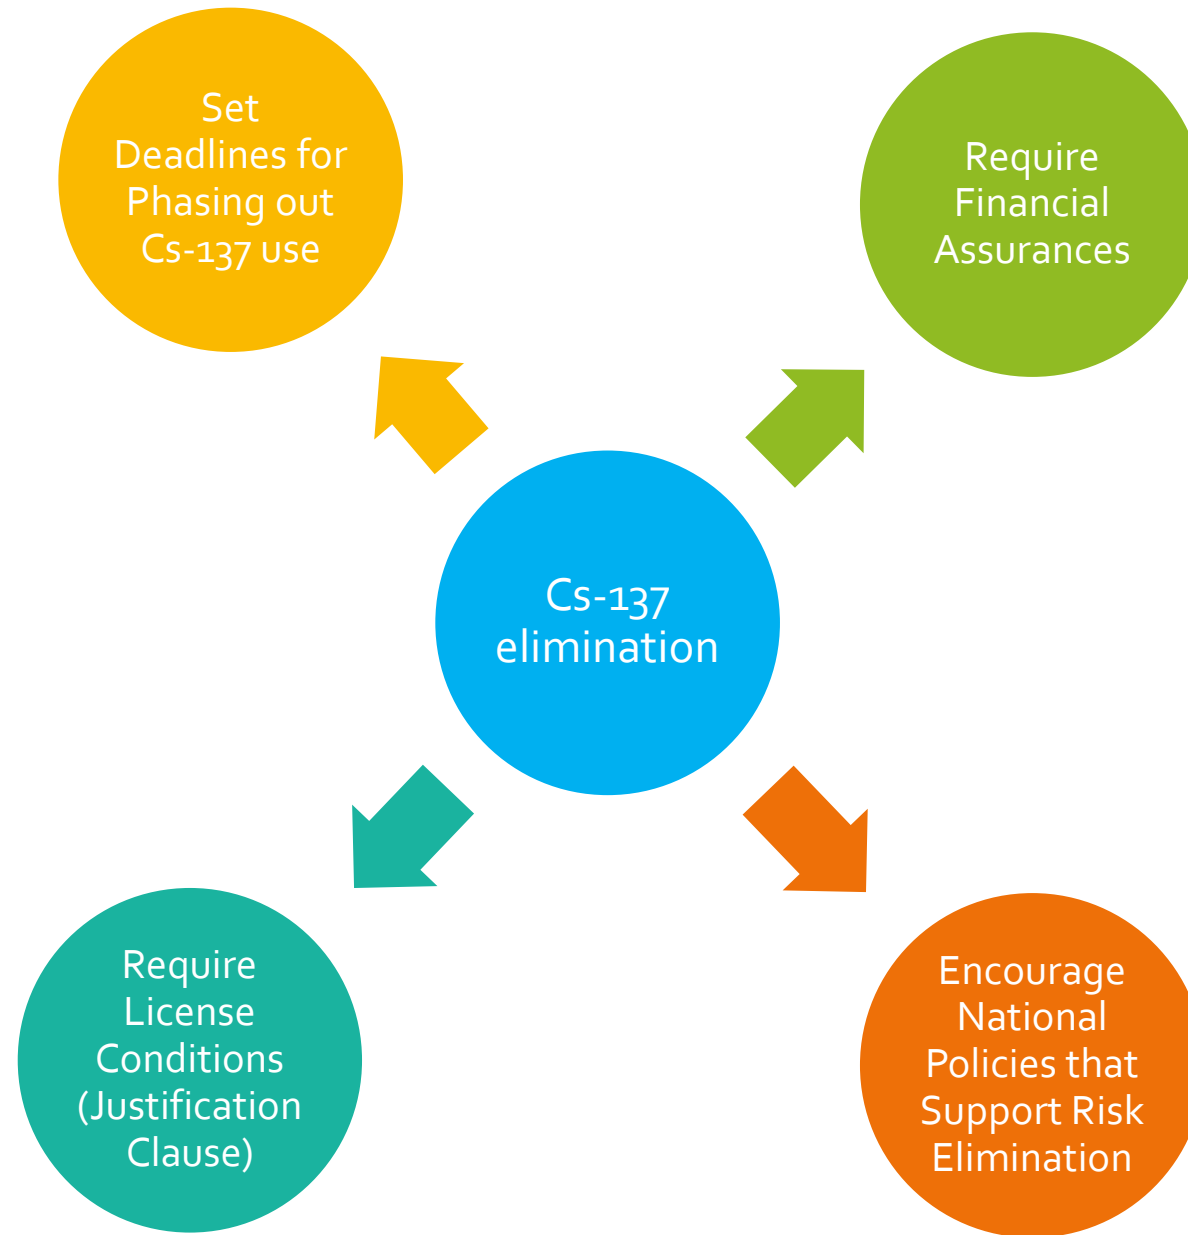 Set
Deadlines for
Phasing out
Cs-137 use
Require
Financial
Assurances
Cs-137
elimination
Require
License
Conditions
(Justification
Clause)
Encourage
National
Policies that
Support Risk
Elimination